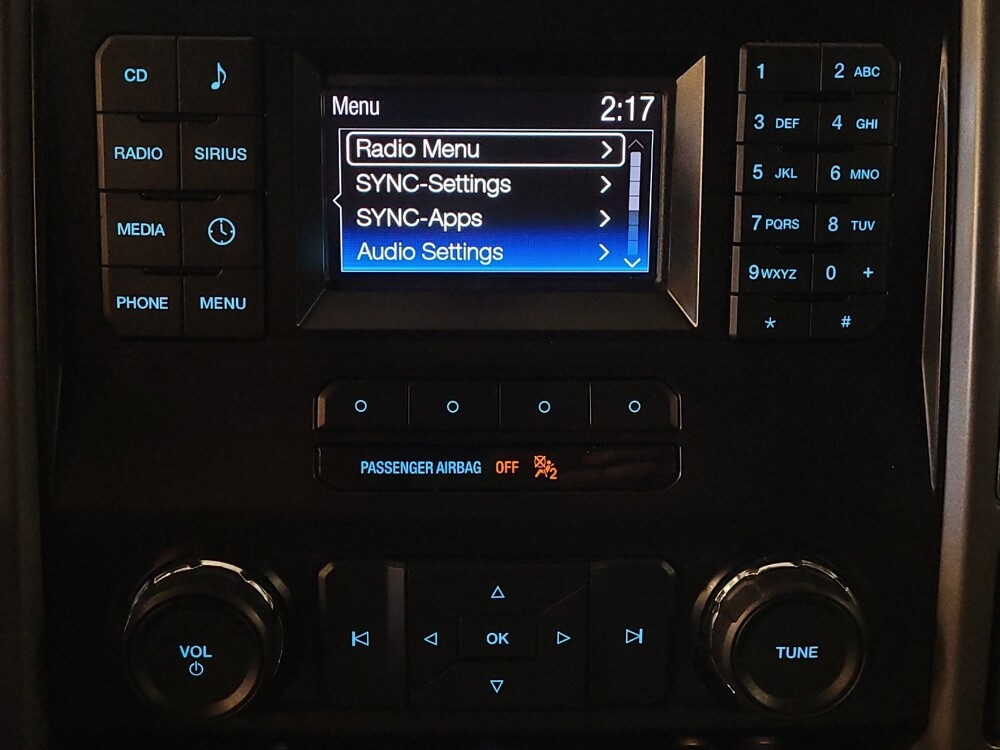 CD
RADIO SIRIUS
MEDIA
PHONE MENU
Menu 2:17
Radio Menu
SYNC-Settings
SYNC-Apps
Audio Settings
1 2 ABC
3 DEF 4 GHI
5 JKL 6 MNO
7 PQRS 8 TUV
9 WXYZ 0 +
* #
PASSENGER AIRBAG OFF 2
VOL
OK
TUNE